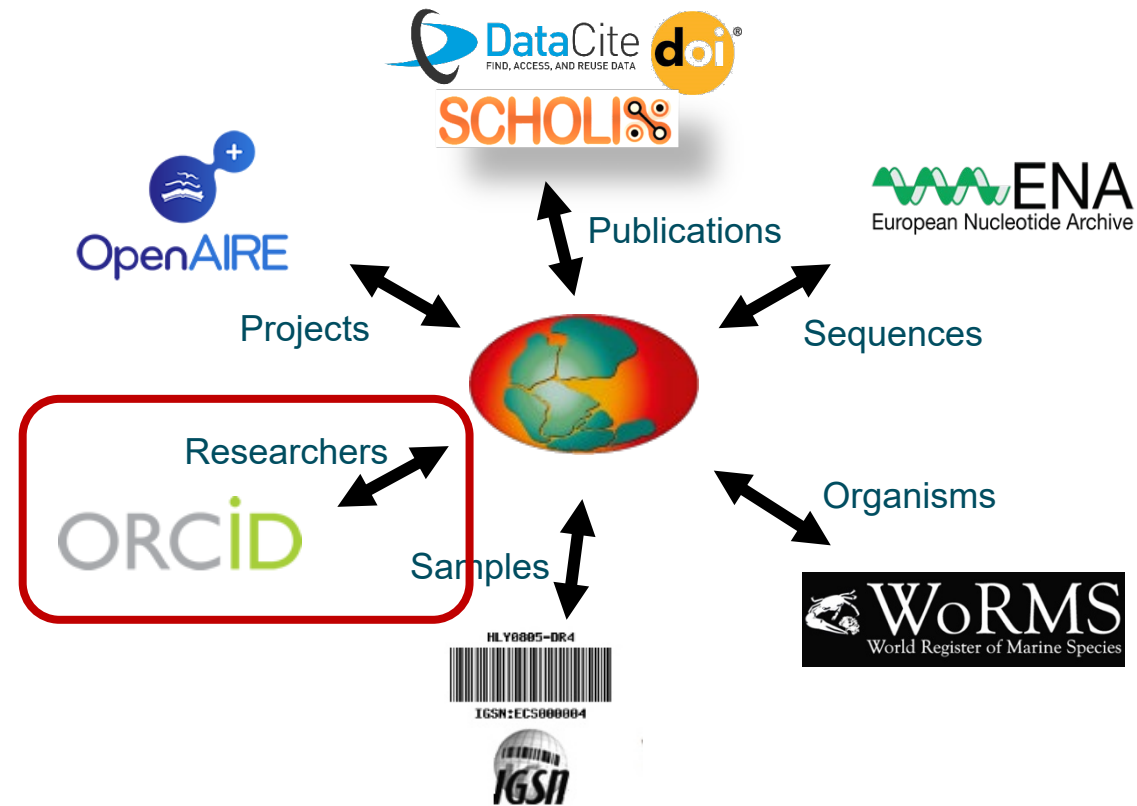 DataCite
FIND, ACCESS, AND REUSE DATA
doi®
SCHOLIX
OpenAIRE
ENA
European Nucleotide Archive
Publications
Projects
Sequences
Researchers
ORCiD
Organisms
Samples
WoRMS
World Register of Marine Species
HLY0805-DR4
IGSN:ECS000004
IGSN